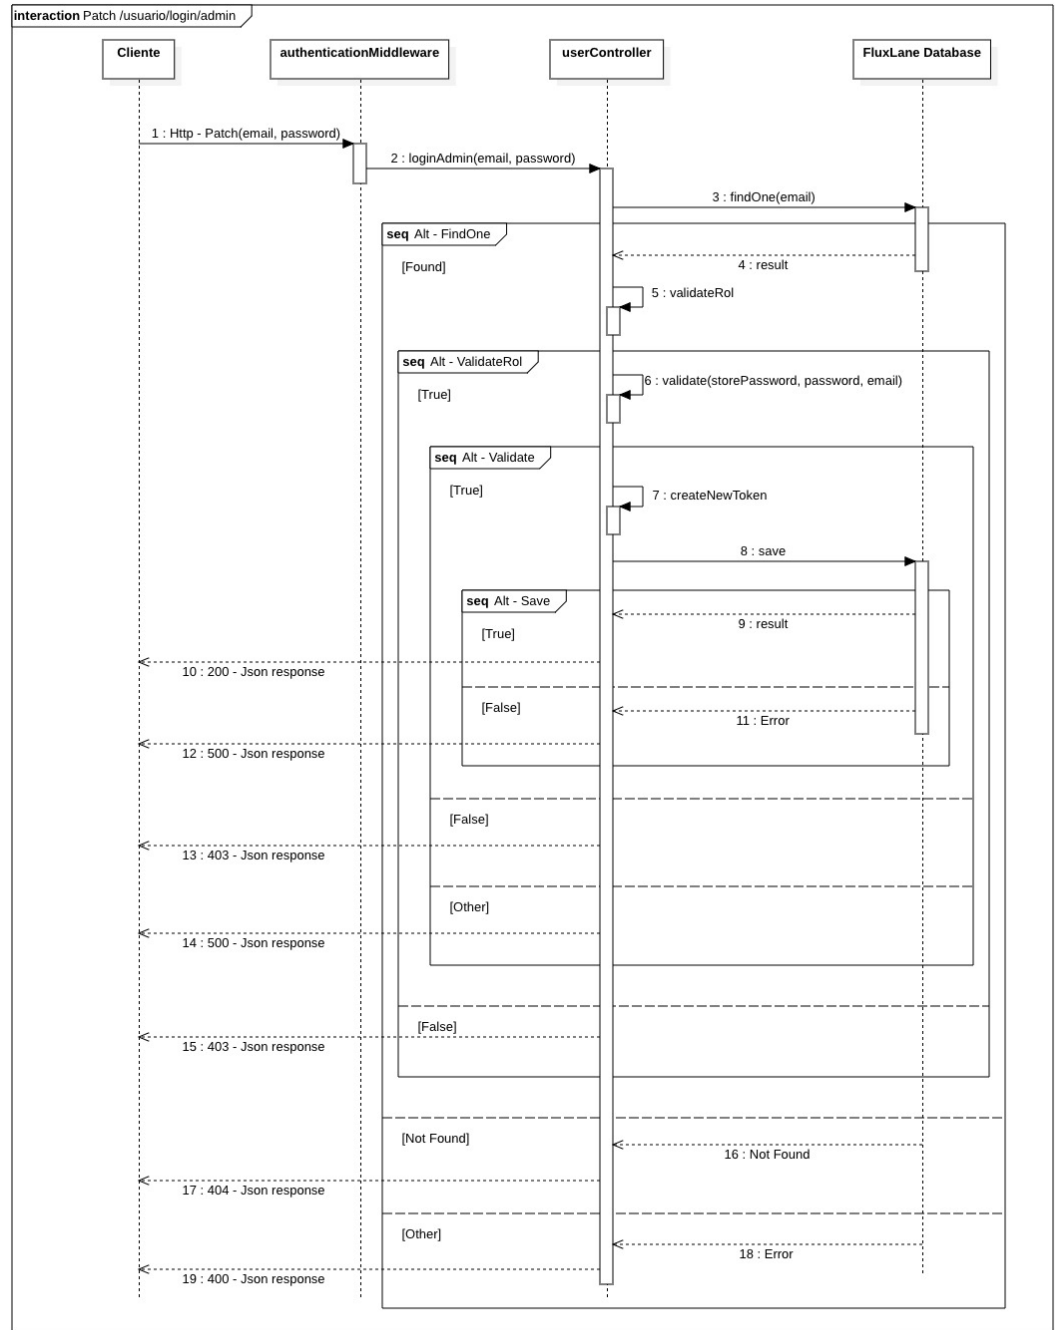 interaction Patch /usuario/login/admin
Cliente
authenticationMiddleware
userController
FluxLane Database
1 : Http - Patch(email, password)
2 : loginAdmin(email, password)
3 : findOne(email)
seq Alt - FindOne
[Found]
4 : result
5 : validateRol
seq Alt - ValidateRol
[True]
6 : validate(storePassword, password, email)
seq Alt - Validate
[True]
7 : createNewToken
8 : save
seq Alt - Save
9 : result
[True]
10 : 200 - Json response
[False]
11 : Error
12 : 500 - Json response
[False]
13 : 403 - Json response
[Other]
14 : 500 - Json response
[False]
15 : 403 - Json response
[Not Found]
16 : Not Found
17 : 404 - Json response
[Other]
18 : Error
19 : 400 - Json response